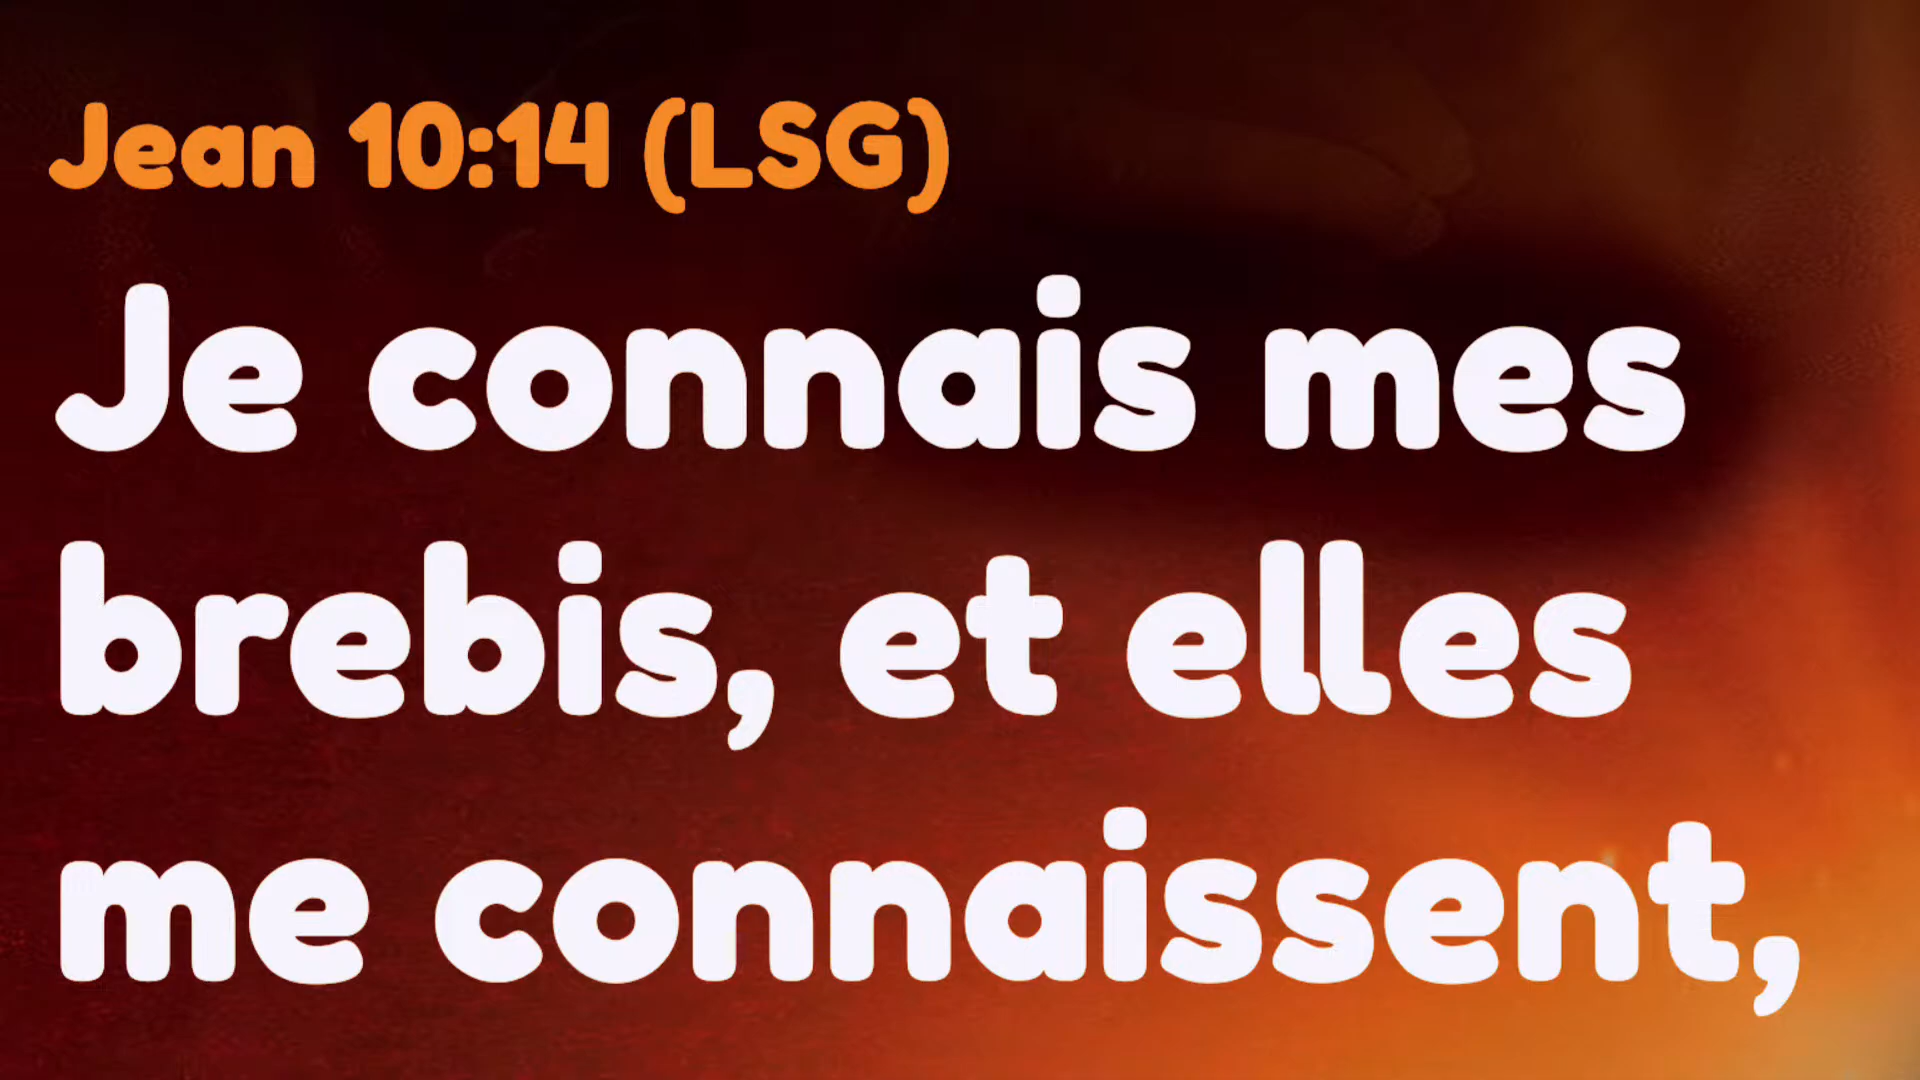 Jean 10:14 (LSG)
Je connais mes
brebis, et elles
me connaissent,